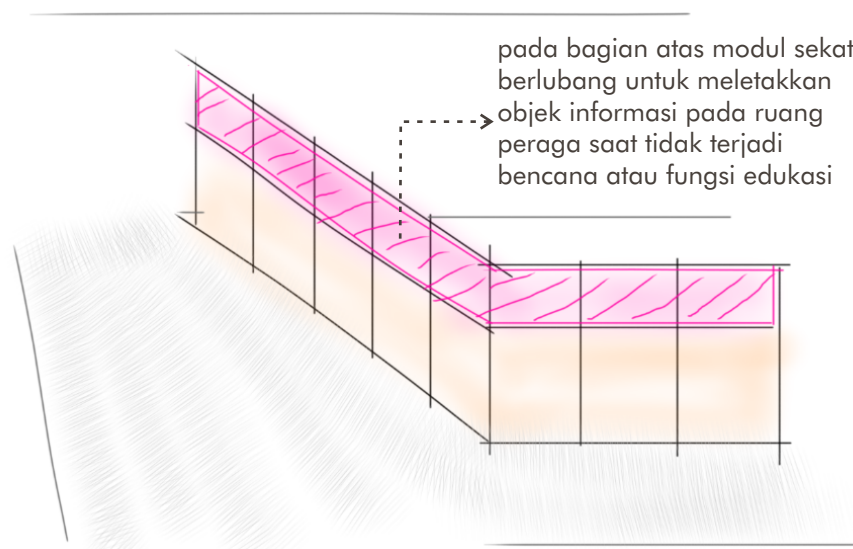 pada bagian atas modul sekat
berlubang untuk meletakkan
objek informasi pada ruang
peraga saat tidak terjadi
bencana atau fungsi edukasi